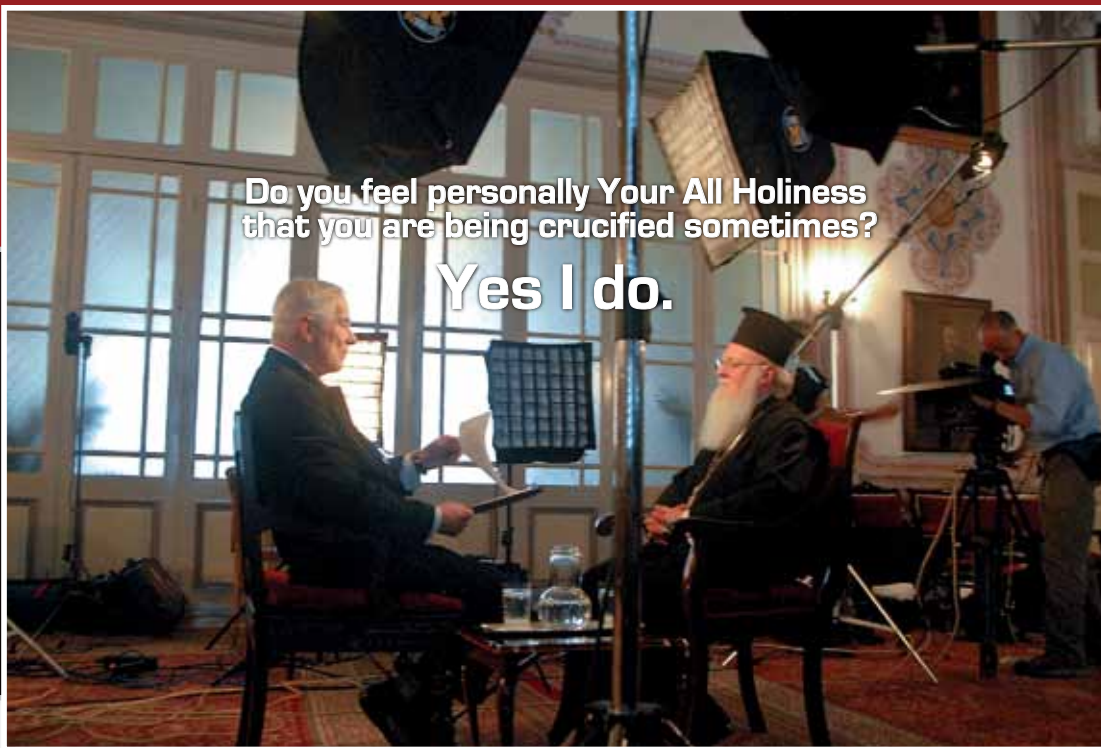 Do you feel personally Your All Holiness
that you are being crucified sometimes?
Yes I do.